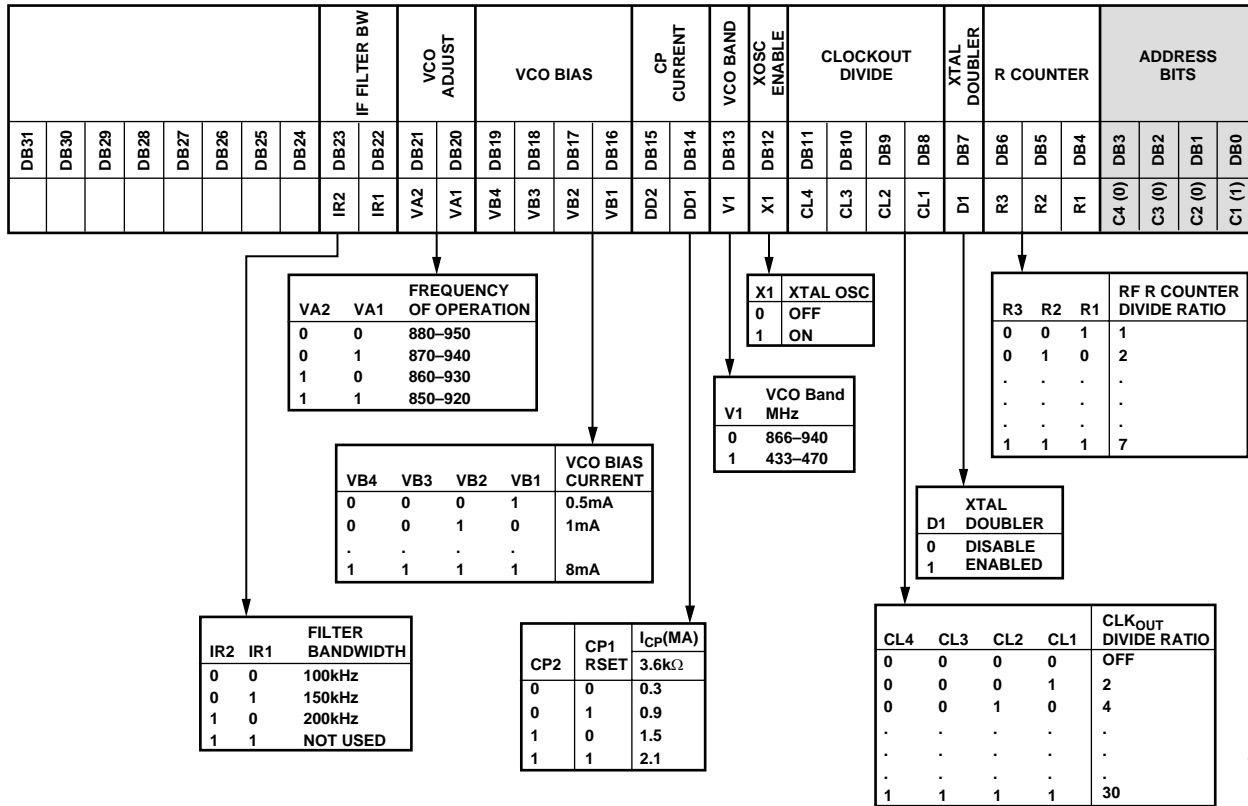 IF FILTER BW
VCO ADJUST
VCO BIAS
CP CURRENT
VCO BAND
XOSC ENABLE
CLOCKOUT DIVIDE
XTAL DOUBLER
R COUNTER
ADDRESS BITS
DB31 DB30 DB29 DB28 DB27 DB26 DB25 DB24 DB23 DB22 DB21 DB20 DB19 DB18 DB17 DB16 DB15 DB14 DB13 DB12 DB11 DB10 DB9 DB8 DB7 DB6 DB5 DB4 DB3 DB2 DB1 DB0
IR2 IR1 VA2 VA1 VB4 VB3 VB2 VB1 DD2 DD1 V1 X1 CL4 CL3 CL2 CL1 D1 R3 R2 R1 C4 (0) C3 (0) C2 (0) C1 (1)
FREQUENCY
VA2 VA1 OF OPERATION
0 0 880–950
0 1 870–940
1 0 860–930
1 1 850–920
X1 XTAL OSC
0 OFF
1 ON
RF R COUNTER
R3 R2 R1 DIVIDE RATIO
0 0 1 1
0 1 0 2
. . . .
. . . .
. . . .
1 1 1 7
VCO Band
V1 MHz
0 866–940
1 433–470
VCO BIAS
VB4 VB3 VB2 VB1 CURRENT
0 0 0 1 0.5mA
0 0 1 0 1mA
. . .
1 1 1 1 8mA
XTAL
D1 DOUBLER
0 DISABLE
1 ENABLED
FILTER
IR2 IR1 BANDWIDTH
0 0 100kHz
0 1 150kHz
1 0 200kHz
1 1 NOT USED
CP1 ICP(MA)
CP2 RSET 3.6kΩ
0 0 0.3
0 1 0.9
1 0 1.5
1 1 2.1
CLKOUT
CL4 CL3 CL2 CL1 DIVIDE RATIO
0 0 0 0 OFF
0 0 0 1 2
0 0 1 0 4
. . . . .
. . . . .
. . . . .
1 1 1 1 30